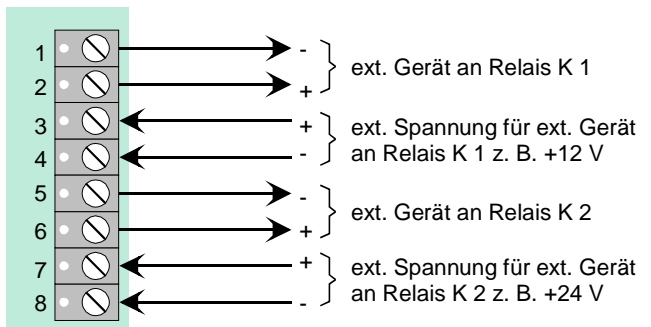 1 -
ext. Gerät an Relais K 1
2 +
3 +
ext. Spannung für ext. Gerät
an Relais K 1 z. B. +12 V
4 -
5 -
ext. Gerät an Relais K 2
6 +
7 +
ext. Spannung für ext. Gerät
an Relais K 2 z. B. +24 V
8 -